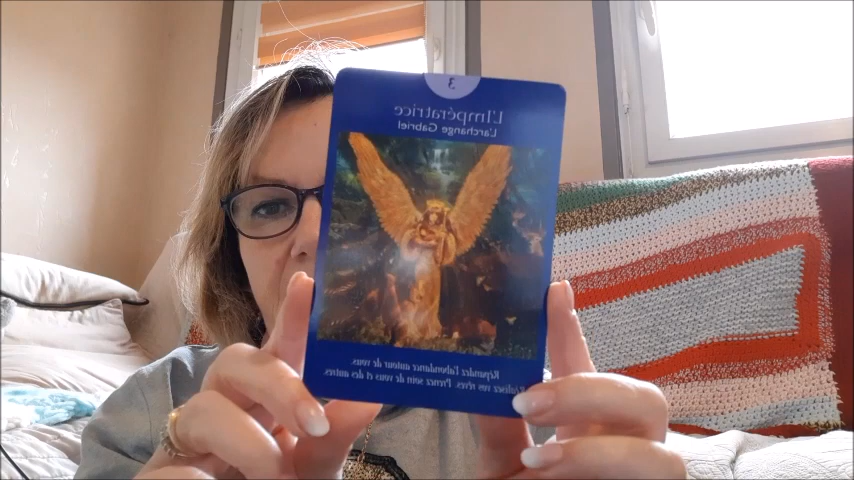 3
L'Impératrice
L'archange Gabriel
Répandez l'abondance autour de vous.
Réalisez vos rêves. Prenez soin de vous et des autres.